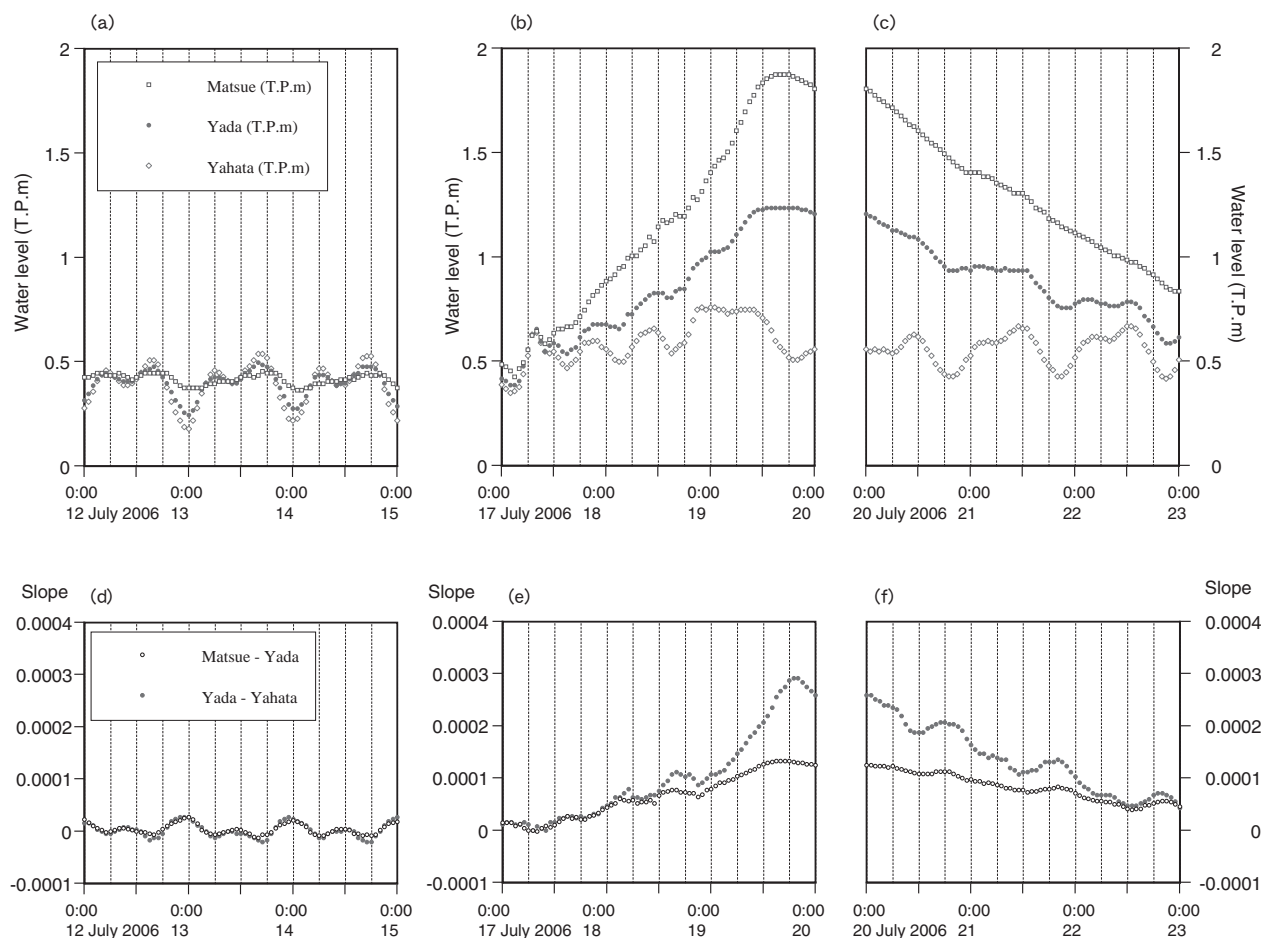 (a)
(b)
(c)
2
1.5
1
0.5
0
Water level (T.P.m)
Matsue (T.P.m)
Yada (T.P.m)
Yahata (T.P.m)
0:00 0:00 0:00 0:00
12 July 2006 13 14 15
2
1.5
1
0.5
0
Water level (T.P.m)
0:00 0:00 0:00 0:00
17 July 2006 18 19 20
2
1.5
1
0.5
0
Water level (T.P.m)
0:00 0:00 0:00 0:00
20 July 2006 21 22 23
Slope (d)
0.0004
0.0003
0.0002
0.0001
0
-0.0001
Matsue - Yada
Yada - Yahata
0:00 0:00 0:00 0:00
12 July 2006 13 14 15
Slope (e)
0.0004
0.0003
0.0002
0.0001
0
-0.0001
0:00 0:00 0:00 0:00
17 July 2006 18 19 20
(f) Slope
0.0004
0.0003
0.0002
0.0001
0
-0.0001
0:00 0:00 0:00 0:00
20 July 2006 21 22 23